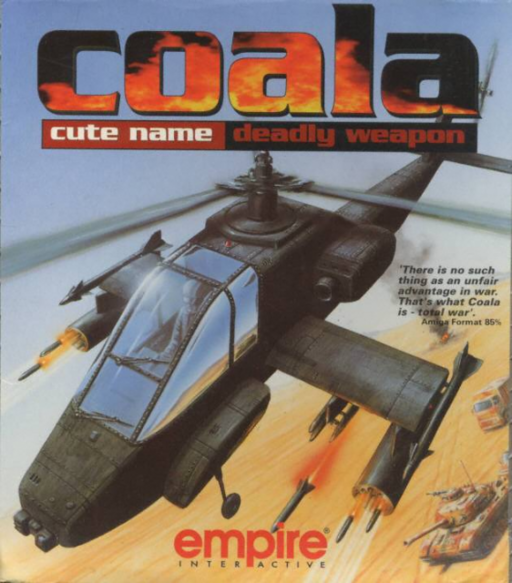 coala
cute name deadly weapon
'There is no such
thing as an unfair
advantage in war.
That's what Coala
is - total war'.
Amiga Format 85%
empire®
INTERACTIVE